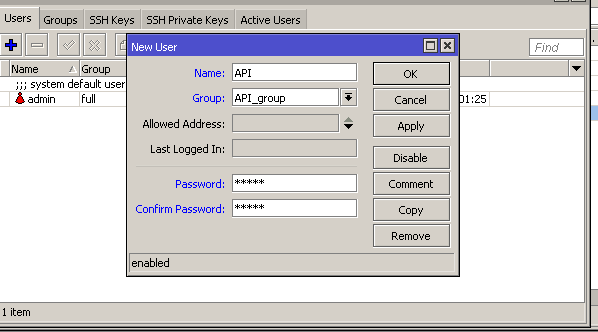 Users Groups SSH Keys SSH Private Keys Active Users
Find
Name Group
;;; system default user
admin full 01:25
New User
Name: API
OK
Group: API_group
Cancel
Allowed Address:
Apply
Last Logged In:
Disable
Password: *****
Comment
Confirm Password: *****
Copy
Remove
enabled
1 item